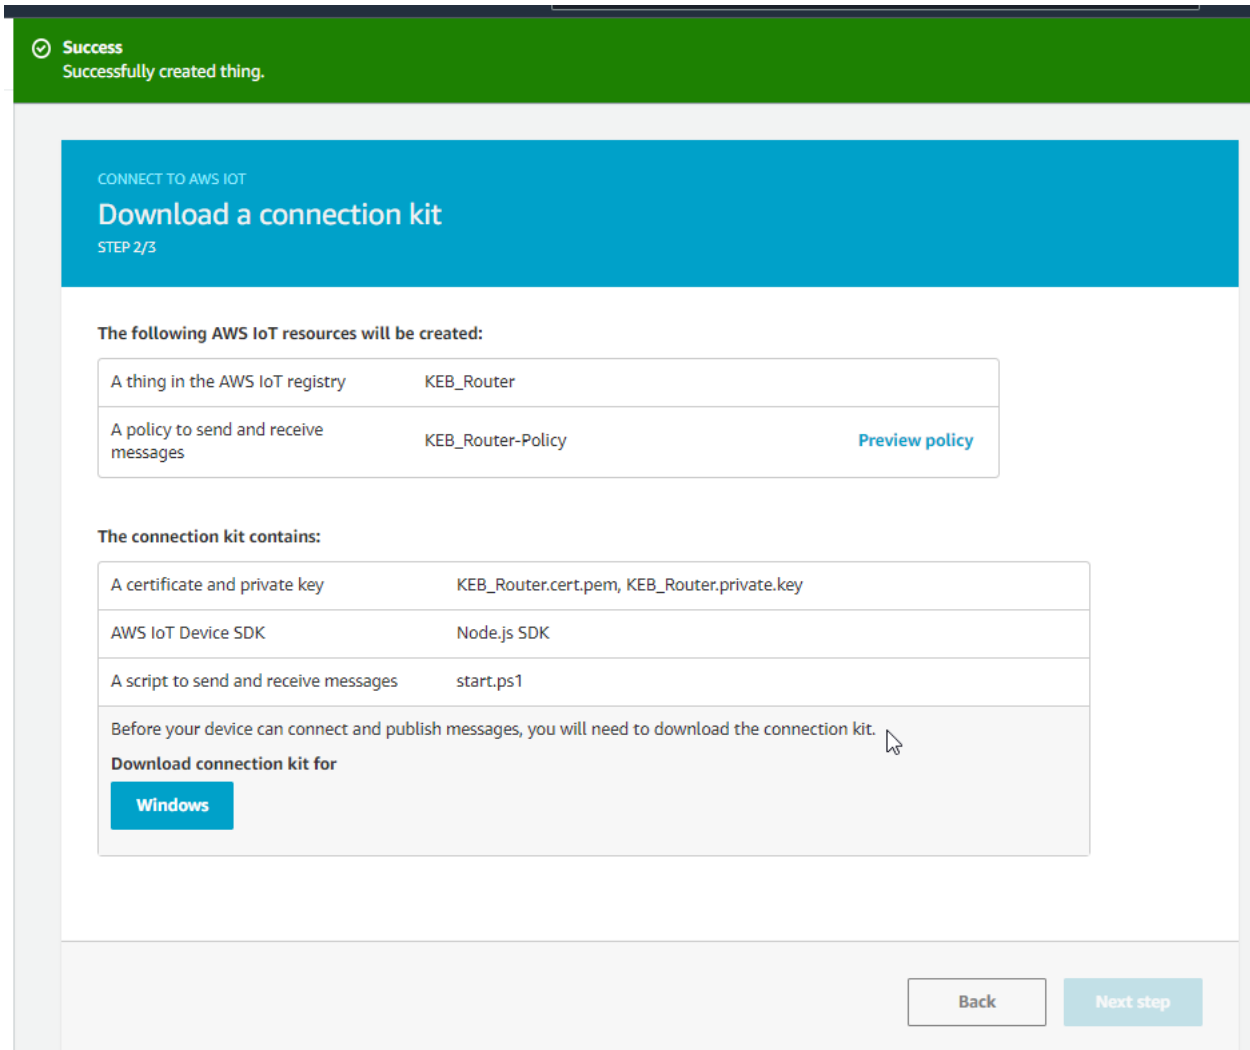 Success
Successfully created thing.
CONNECT TO AWS IOT
Download a connection kit
STEP 2/3
The following AWS IoT resources will be created:
A thing in the AWS IoT registry KEB_Router
A policy to send and receive
messages KEB_Router-Policy Preview policy
The connection kit contains:
A certificate and private key KEB_Router.cert.pem, KEB_Router.private.key
AWS IoT Device SDK Node.js SDK
A script to send and receive messages start.ps1
Before your device can connect and publish messages, you will need to download the connection kit.
Download connection kit for
Windows
Back Next step